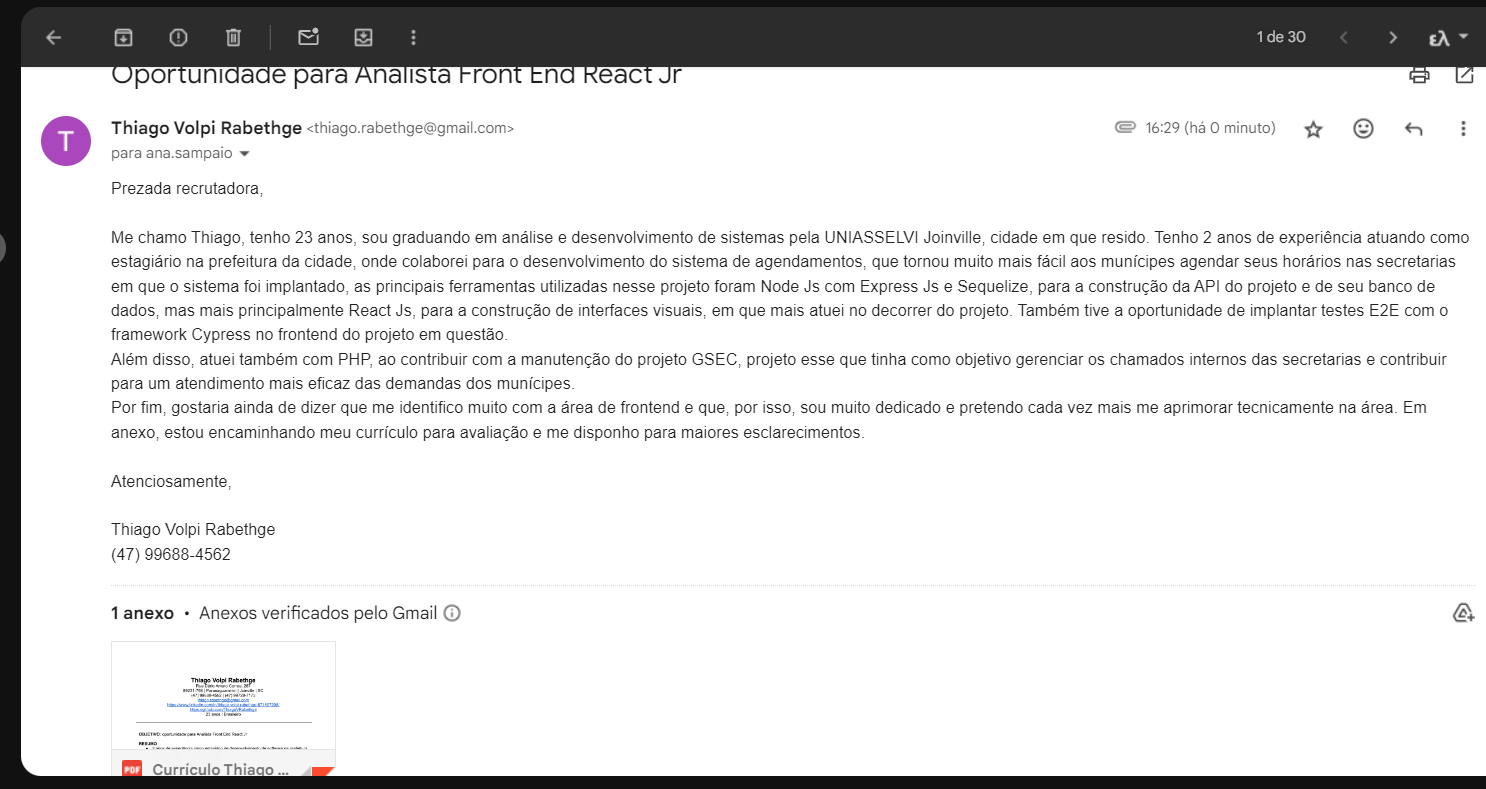 1 de 30
Oportunidade para Analista Front End React Jr
Thiago Volpi Rabethge <thiago.rabethge@gmail.com>
16:29 (há 0 minuto)
T
para ana.sampaio
Prezada recrutadora,
Me chamo Thiago, tenho 23 anos, sou graduando em análise e desenvolvimento de sistemas pela UNIASSELVI Joinville, cidade em que resido. Tenho 2 anos de experiência atuando como
estagiário na prefeitura da cidade, onde colaborei para o desenvolvimento do sistema de agendamentos, que tornou muito mais fácil aos munícipes agendar seus horários nas secretarias
em que o sistema foi implantado, as principais ferramentas utilizadas nesse projeto foram Node Js com Express Js e Sequelize, para a construção da API do projeto e de seu banco de
dados, mas mais principalmente React Js, para a construção de interfaces visuais, em que mais atuei no decorrer do projeto. Também tive a oportunidade de implantar testes E2E com o
framework Cypress no frontend do projeto em questão.
Além disso, atuei também com PHP, ao contribuir com a manutenção do projeto GSEC, projeto esse que tinha como objetivo gerenciar os chamados internos das secretarias e contribuir
para um atendimento mais eficaz das demandas dos munícipes.
Por fim, gostaria ainda de dizer que me identifico muito com a área de frontend e que, por isso, sou muito dedicado e pretendo cada vez mais me aprimorar tecnicamente na área. Em
anexo, estou encaminhando meu currículo para avaliação e me disponho para maiores esclarecimentos.
Atenciosamente,
Thiago Volpi Rabethge
(47) 99688-4562
1 anexo • Anexos verificados pelo Gmail
Thiago Volpi Rabethge
OBJETIVO: oportunidade para Analista Front End React Jr
RESUMO
PDF Currículo Thiago ...